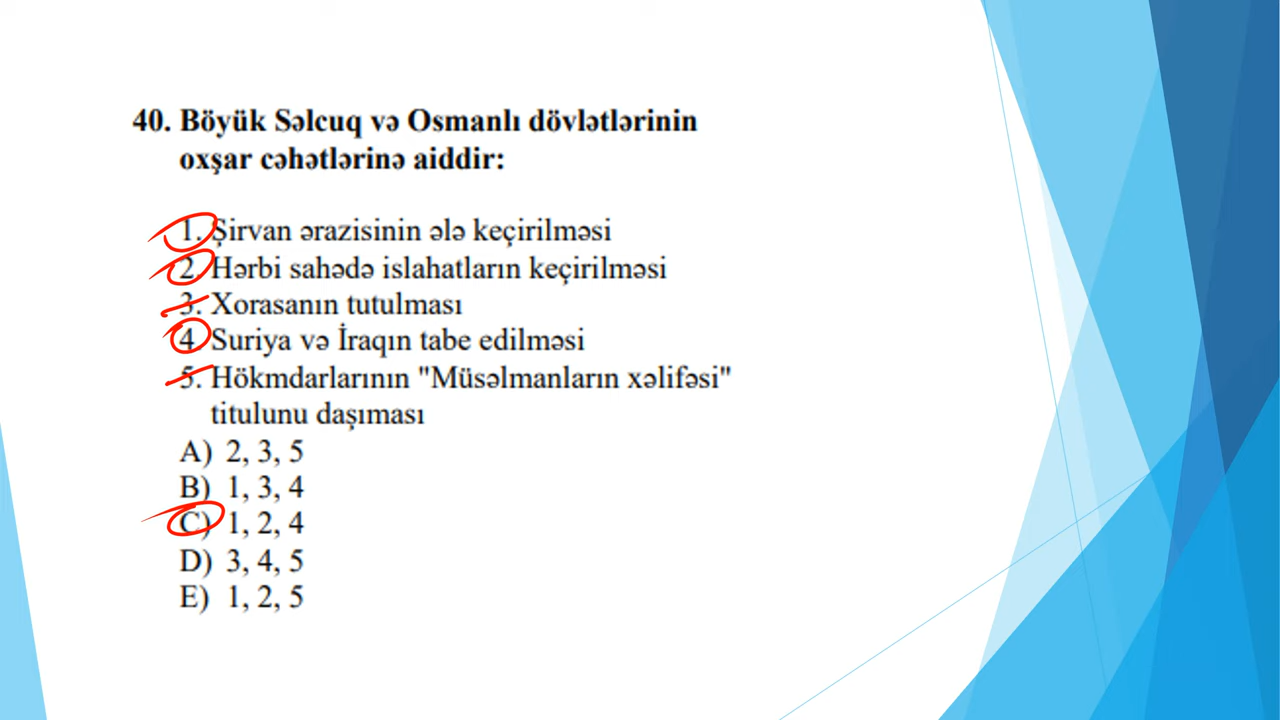 40. Böyük Səlcuq və Osmanlı dövlətlərinin
oxşar cəhətlərinə aiddir:
1. Şirvan ərazisinin ələ keçirilməsi
2. Hərbi sahədə islahatların keçirilməsi
3. Xorasanın tutulması
4. Suriya və İraqın tabe edilməsi
5. Hökmdarlarının "Müsəlmanların xəlifəsi"
titulunu daşıması
A) 2, 3, 5
B) 1, 3, 4
C) 1, 2, 4
D) 3, 4, 5
E) 1, 2, 5